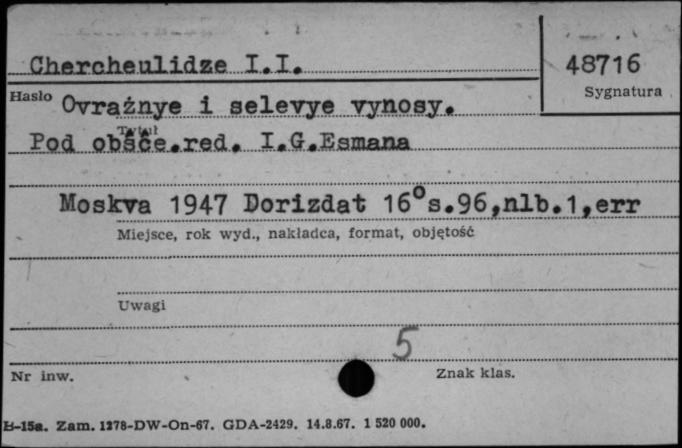 Chercheulidze I.I.
48716
Hasło
Sygnatura
Ovražnye i selevye vynosy.
Tytuł
Pod obšče.red. I.G.Esmana
Moskva 1947 Dorizdat 16°s.96,nlb.1,err
Miejsce, rok wyd., nakładca, format, objętość
Uwagi
5
Nr inw.
Znak klas.
B-15a. Zam. 1278-DW-On-67. GDA-2429. 14.8.67. 1 520 000.